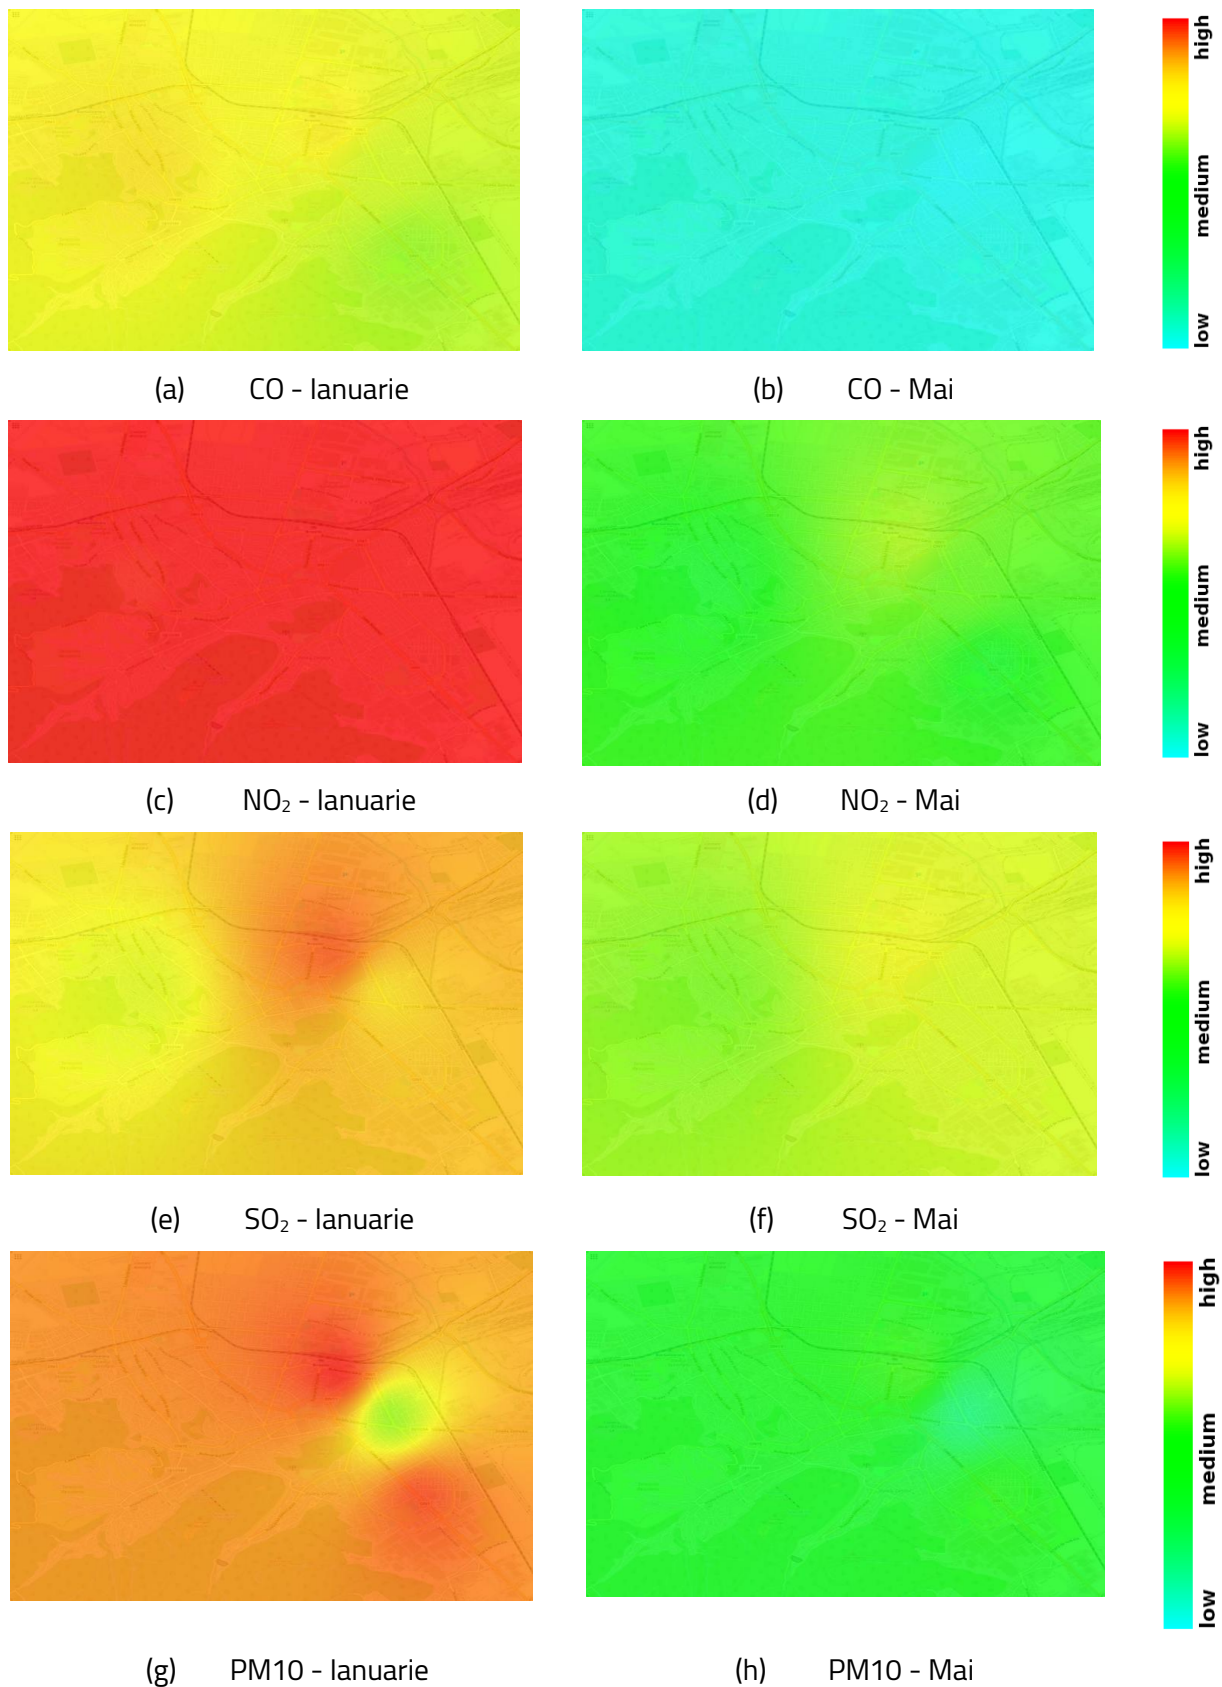 high
medium
low
(a) CO - Ianuarie
(b) CO - Mai
high
medium
low
(c) NO₂ - Ianuarie
(d) NO₂ - Mai
high
medium
low
(e) SO₂ - Ianuarie
(f) SO₂ - Mai
high
medium
low
(g) PM10 - Ianuarie
(h) PM10 - Mai